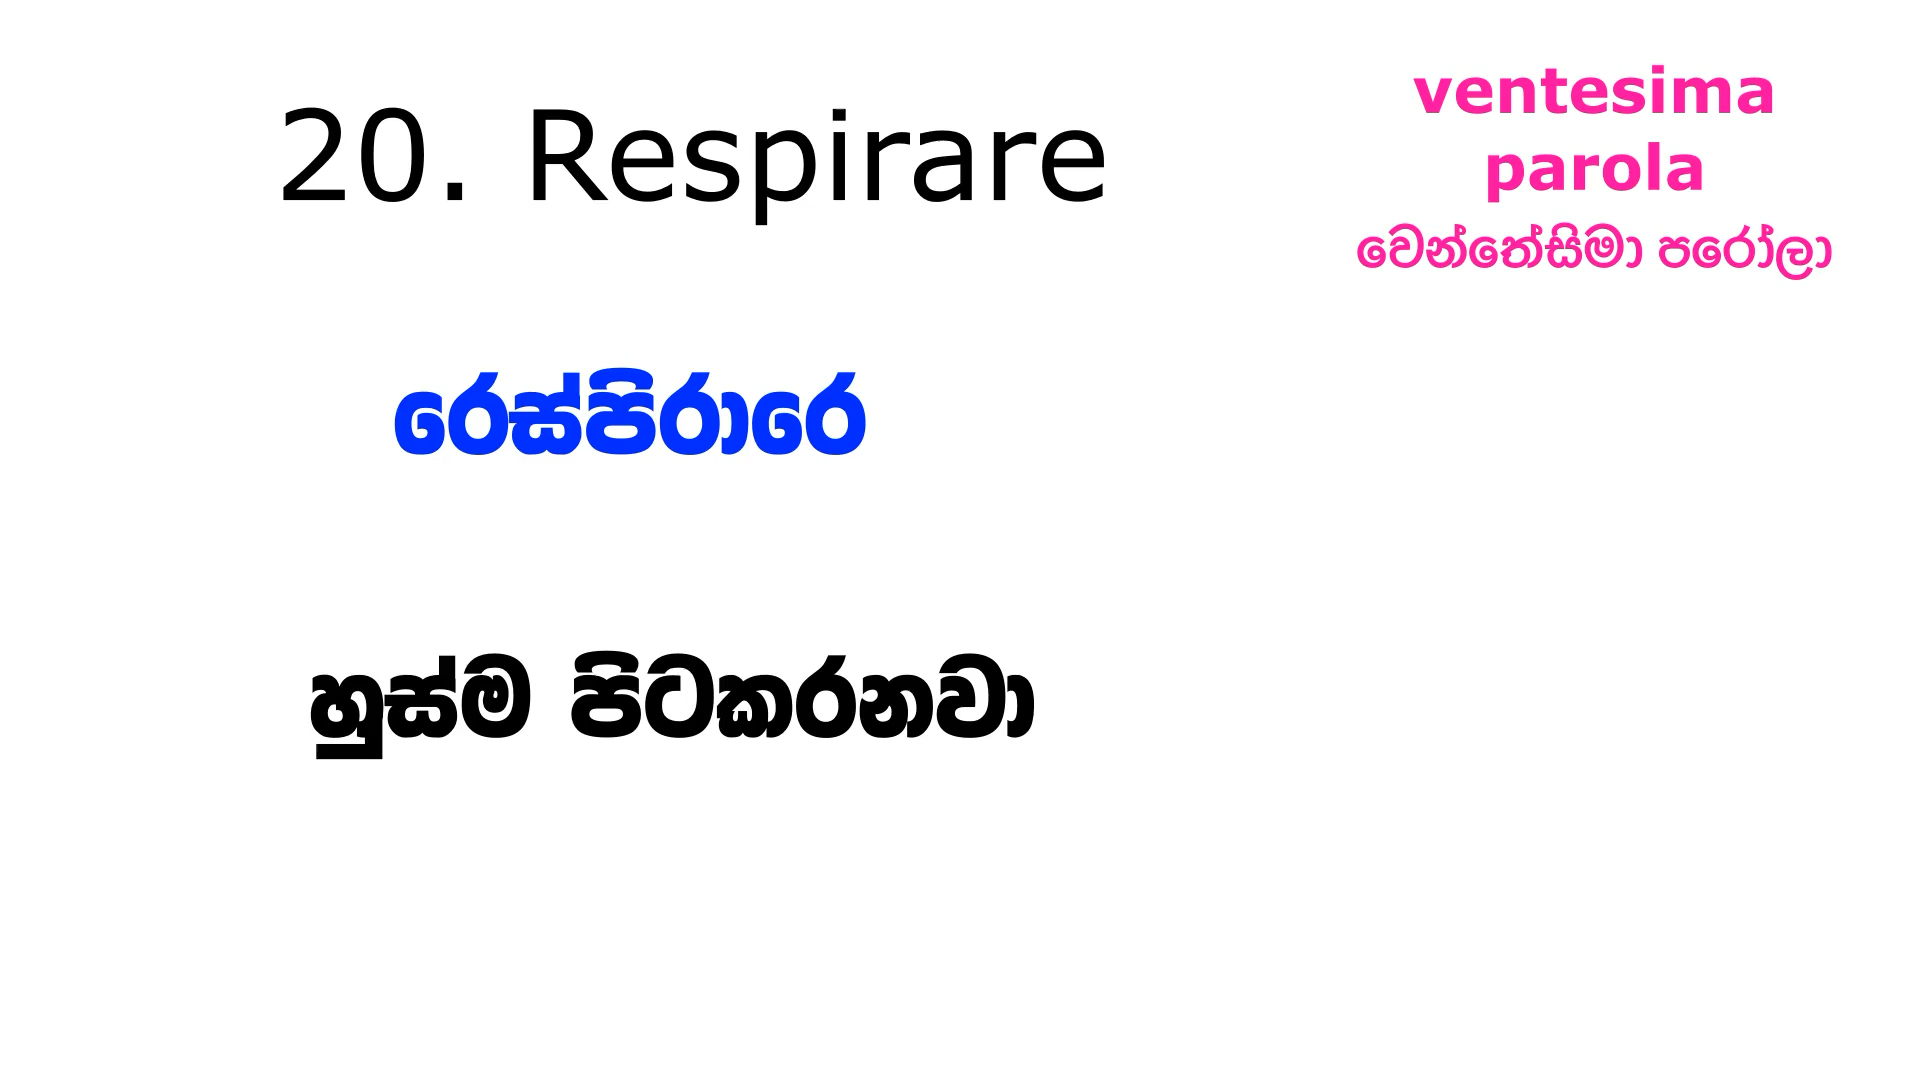 20. Respirare
ventesima
parola
වෙන්තේසිමා පරෝලා
රෙස්පිරාරෙ
හුස්ම පිටකරනවා